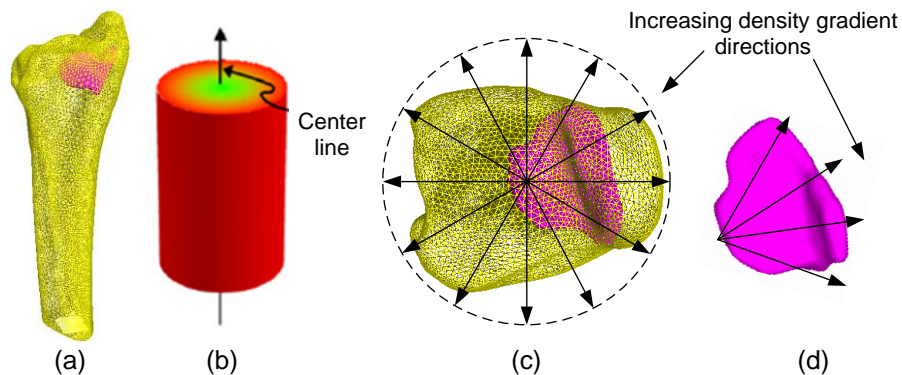 Increasing density gradient
directions
Center
line
(a)
(b)
(c)
(d)